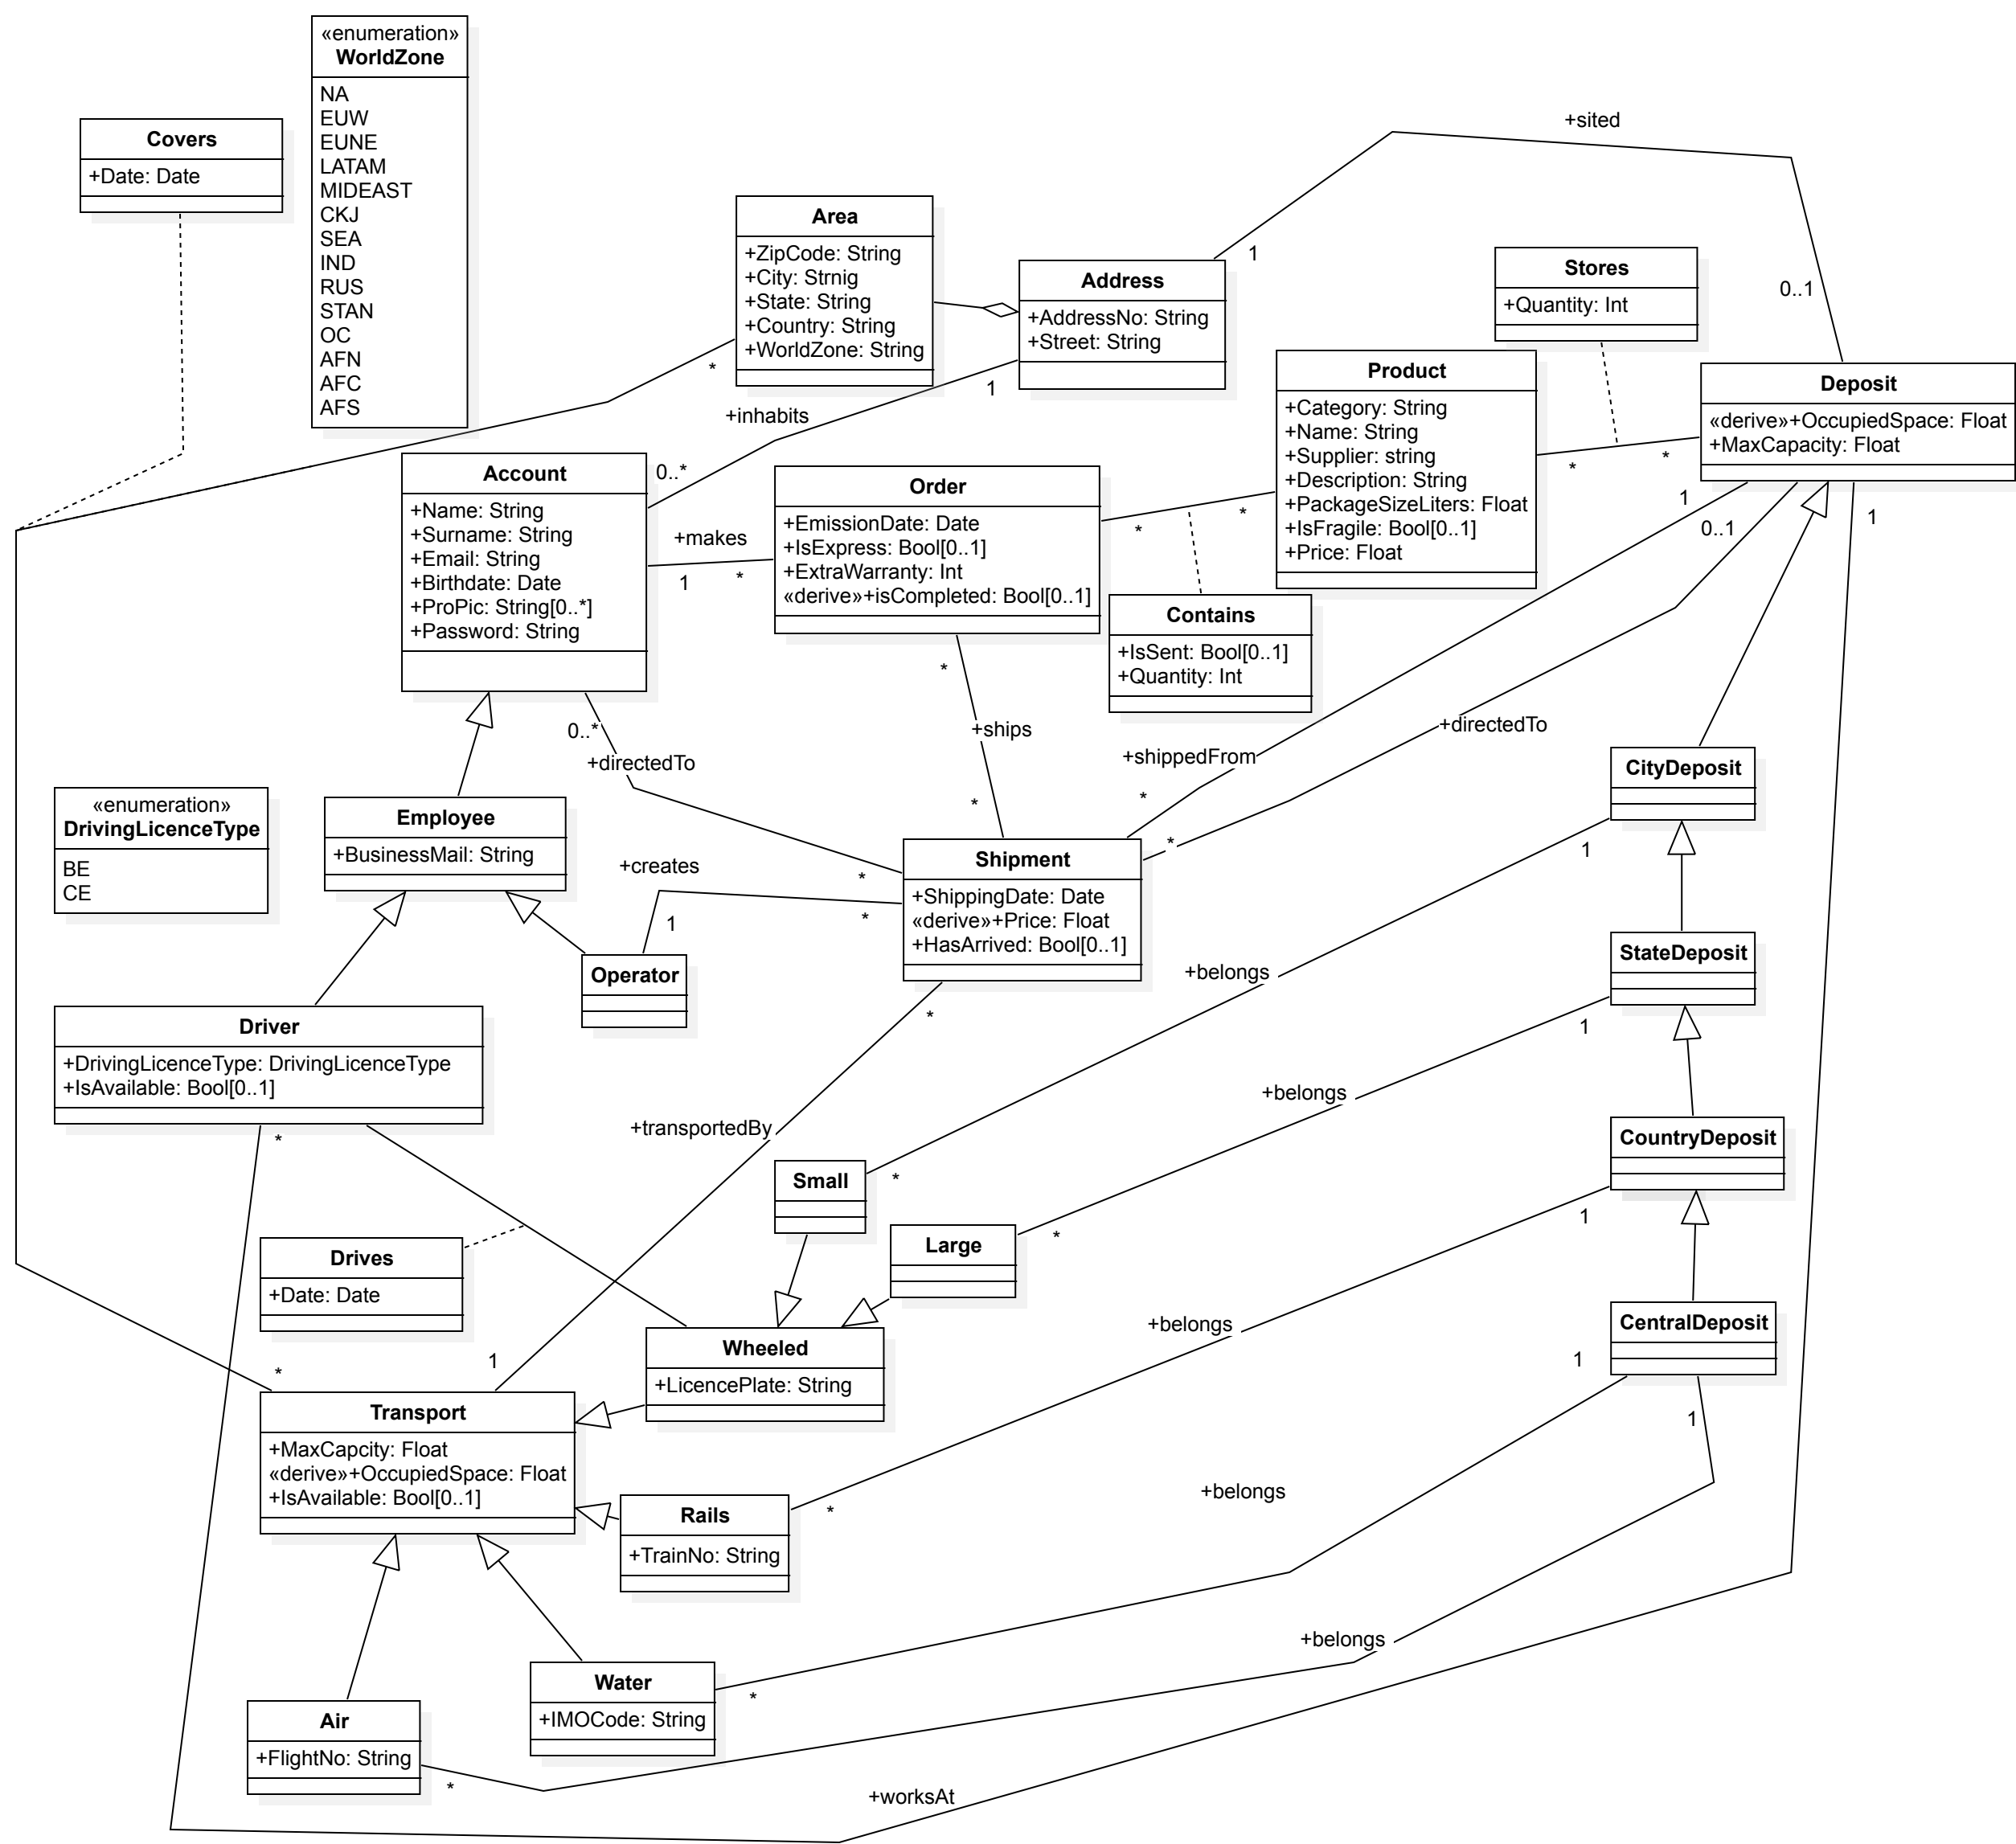 «enumeration»
WorldZone
NA
EUW
EUNE
LATAM
MIDEAST
CKJ
SEA
IND
RUS
STAN
OC
AFN
AFC
AFS
Covers
+Date: Date
+sited
1
0..1
Area
+ZipCode: String
+City: Strnig
+State: String
+Country: String
+WorldZone: String
*
Address
+AddressNo: String
+Street: String
1
+inhabits
0..*
Stores
+Quantity: Int
Product
+Category: String
+Name: String
+Supplier: string
+Description: String
+PackageSizeLiters: Float
+IsFragile: Bool[0..1]
+Price: Float
*
*
Deposit
«derive»+OccupiedSpace: Float
+MaxCapacity: Float
1
0..1
1
Account
+Name: String
+Surname: String
+Email: String
+Birthdate: Date
+ProPic: String[0..*]
+Password: String
+makes
1
*
Order
+EmissionDate: Date
+IsExpress: Bool[0..1]
+ExtraWarranty: Int
«derive»+isCompleted: Bool[0..1]
*
*
Contains
+IsSent: Bool[0..1]
+Quantity: Int
*
+ships
*
0..*
+directedTo
*
+shippedFrom
*
+directedTo
*
CityDeposit
1
«enumeration»
DrivingLicenceType
BE
CE
Employee
+BusinessMail: String
+creates
1
*
Shipment
+ShippingDate: Date
«derive»+Price: Float
+HasArrived: Bool[0..1]
*
Operator
+belongs
StateDeposit
1
Driver
+DrivingLicenceType: DrivingLicenceType
+IsAvailable: Bool[0..1]
*
+transportedBy
+belongs
CountryDeposit
1
Small
*
Large
*
Drives
+Date: Date
+belongs
CentralDeposit
1
1
Wheeled
+LicencePlate: String
*
1
Transport
+MaxCapcity: Float
«derive»+OccupiedSpace: Float
+IsAvailable: Bool[0..1]
Rails
+TrainNo: String
*
+belongs
+belongs
Water
+IMOCode: String
*
Air
+FlightNo: String
*
+worksAt